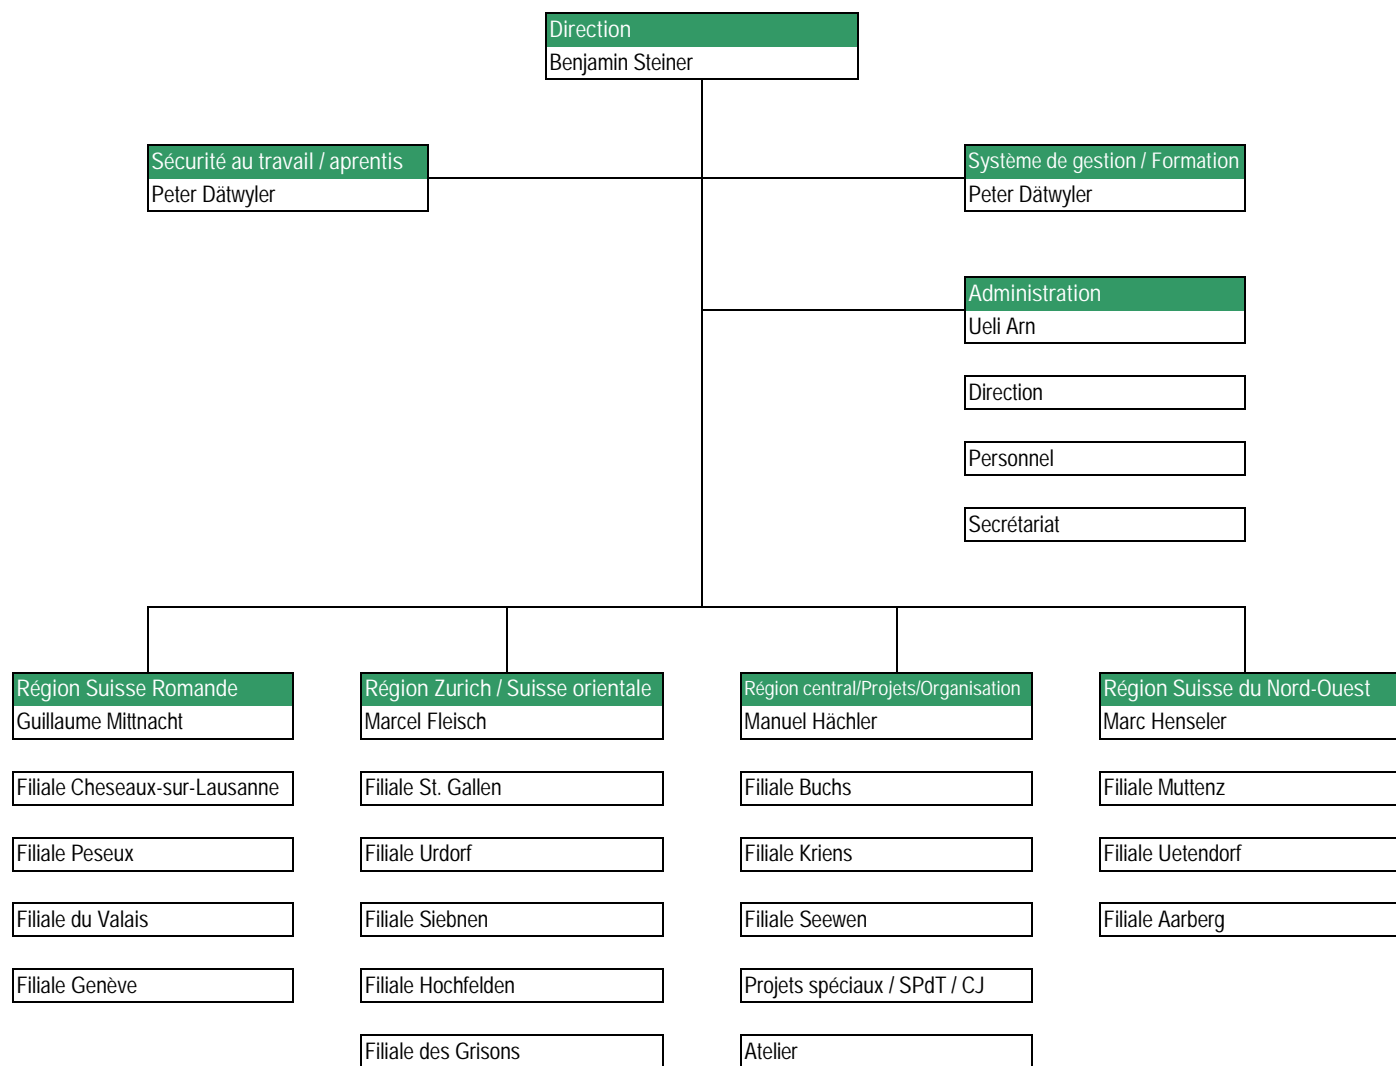 Direction
Benjamin Steiner
Sécurité au travail / aprentis
Peter Dätwyler
Système de gestion / Formation
Peter Dätwyler
Administration
Ueli Arn
Direction
Personnel
Secrétariat
Région Suisse Romande
Guillaume Mittnacht
Filiale Cheseaux-sur-Lausanne
Filiale Peseux
Filiale du Valais
Filiale Genève
Région Zurich / Suisse orientale
Marcel Fleisch
Filiale St. Gallen
Filiale Urdorf
Filiale Siebnen
Filiale Hochfelden
Filiale des Grisons
Région central/Projets/Organisation
Manuel Hächler
Filiale Buchs
Filiale Kriens
Filiale Seewen
Projets spéciaux / SPdT / CJ
Atelier
Région Suisse du Nord-Ouest
Marc Henseler
Filiale Muttenz
Filiale Uetendorf
Filiale Aarberg